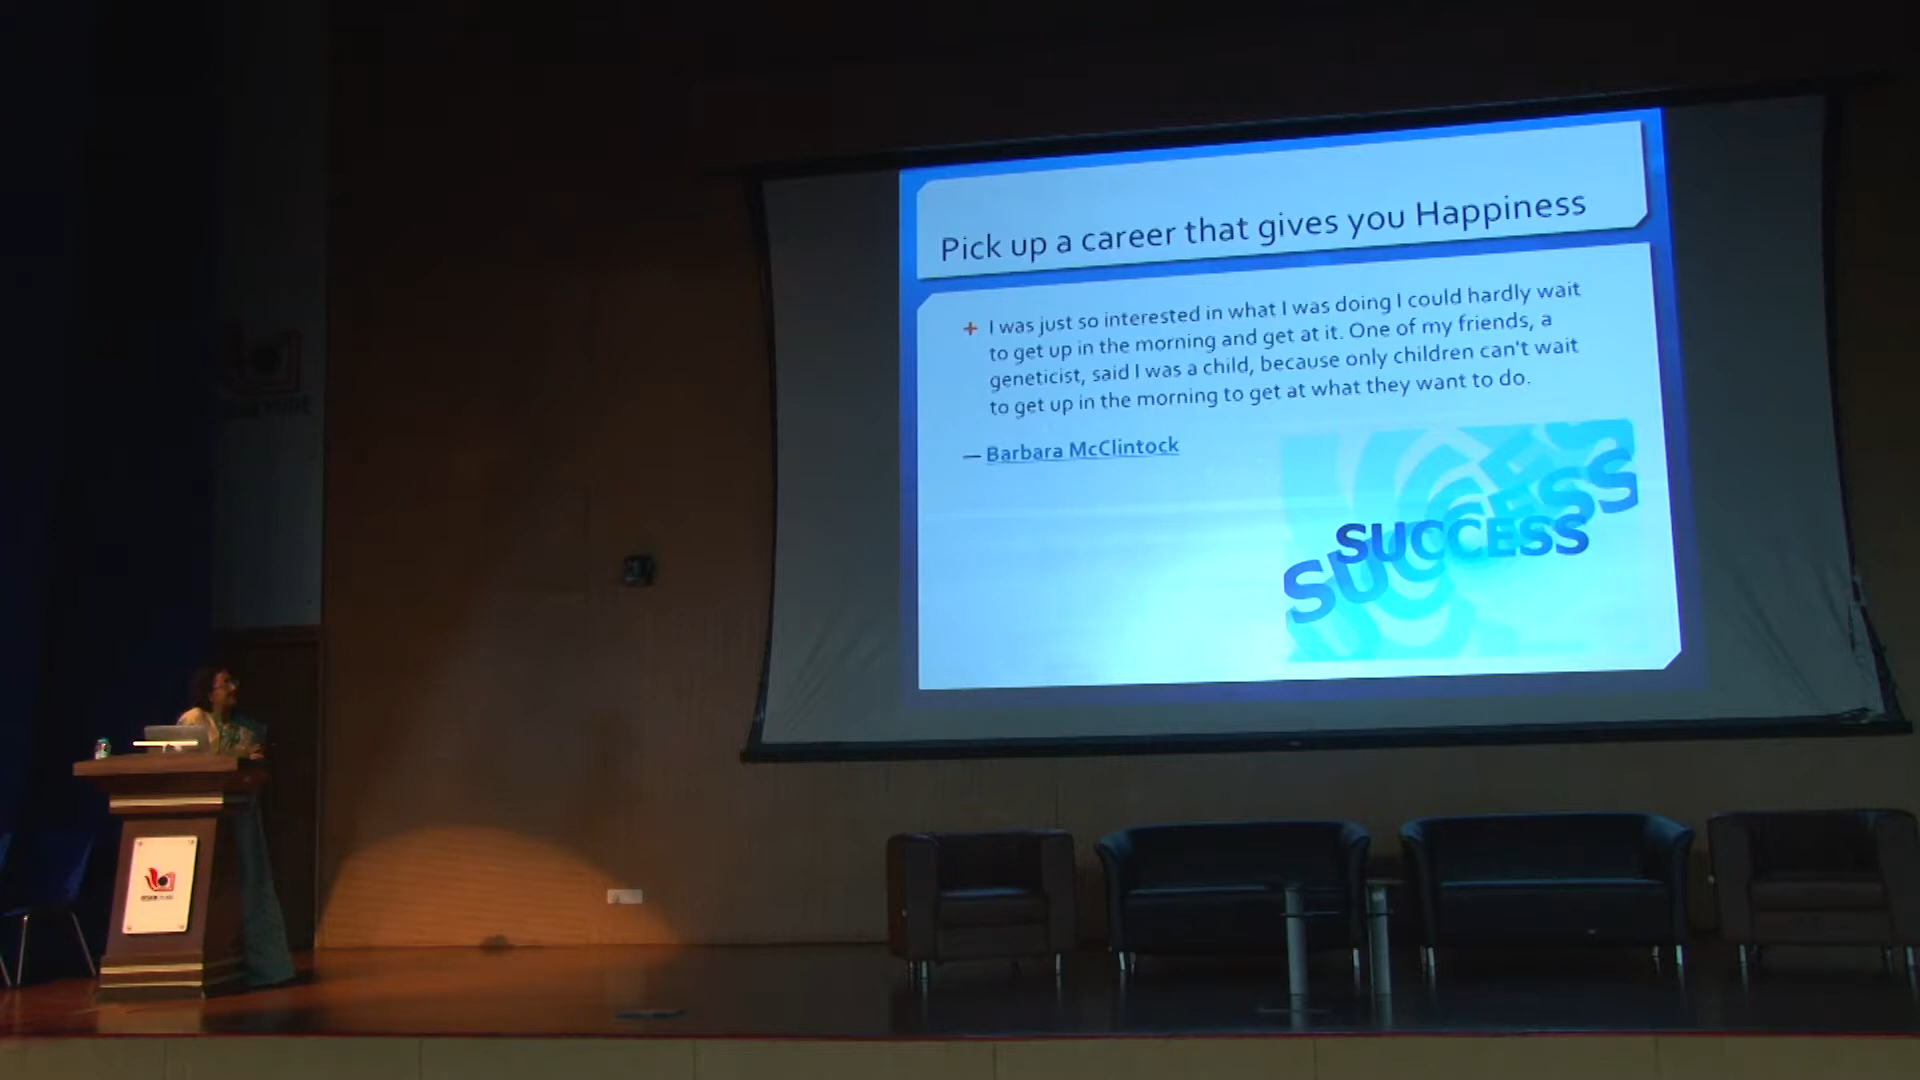 Pick up a career that gives you Happiness
+ I was just so interested in what I was doing I could hardly wait
to get up in the morning and get at it. One of my friends, a
geneticist, said I was a child, because only children can't wait
to get up in the morning to get at what they want to do.
— Barbara McClintock
SUCCESS
SUCCESS